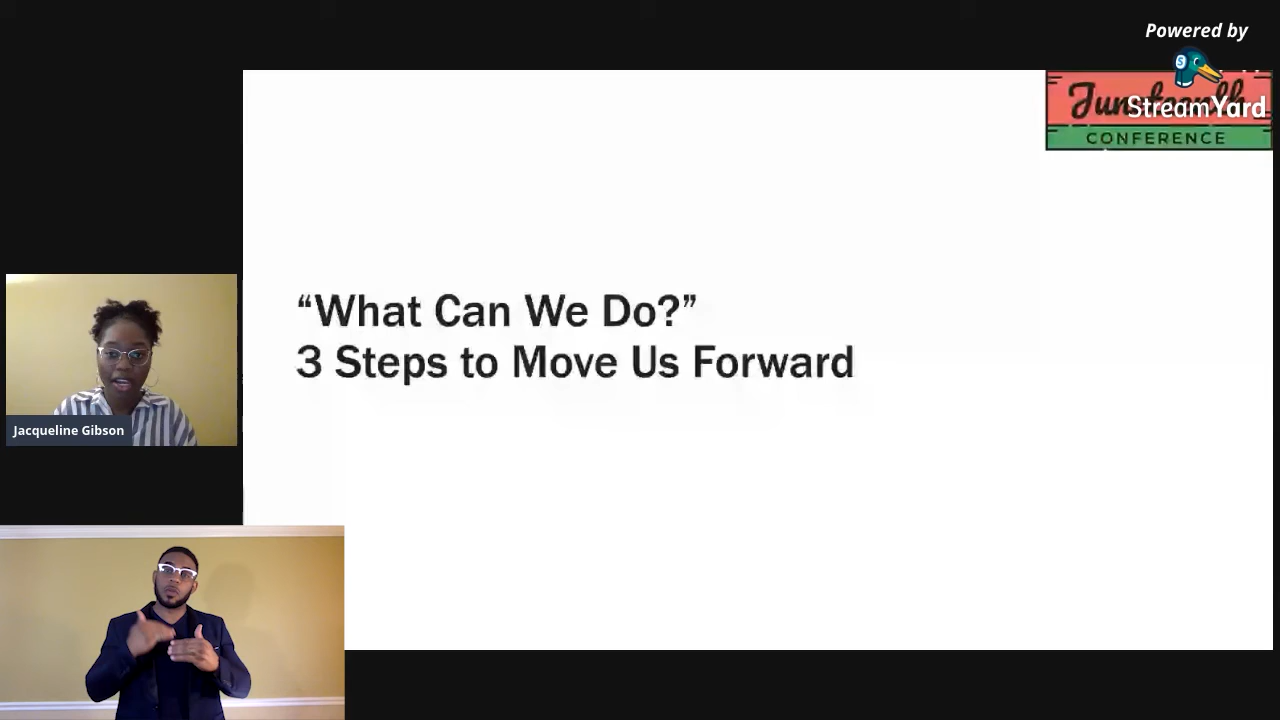 Powered by
StreamYard
CONFERENCE
“What Can We Do?”
3 Steps to Move Us Forward
Jacqueline Gibson